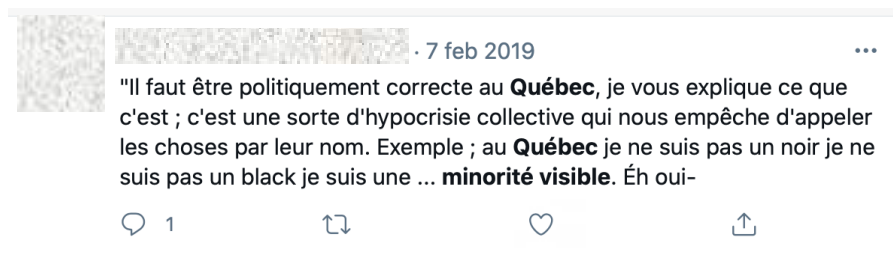 · 7 feb 2019
"Il faut être politiquement correcte au Québec, je vous explique ce que
c'est ; c'est une sorte d'hypocrisie collective qui nous empêche d'appeler
les choses par leur nom. Exemple ; au Québec je ne suis pas un noir je ne
suis pas un black je suis une ... minorité visible. Éh oui-
1